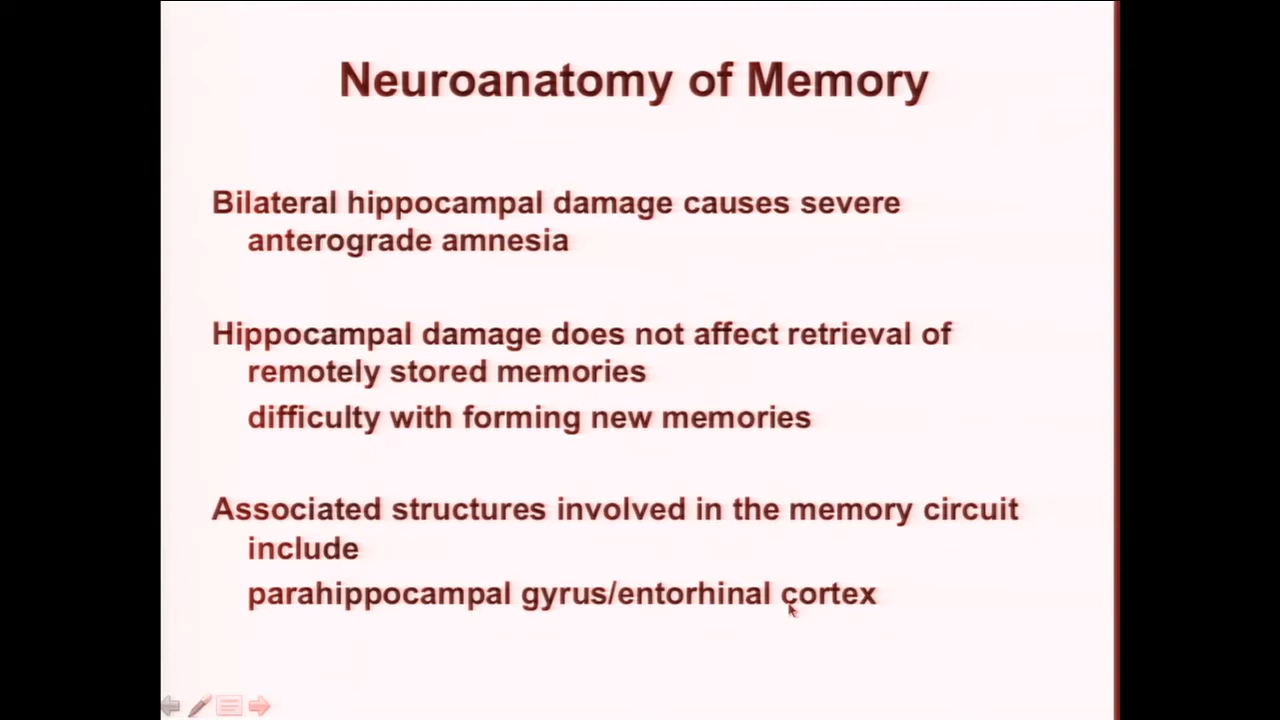 Neuroanatomy of Memory
Bilateral hippocampal damage causes severe
anterograde amnesia
Hippocampal damage does not affect retrieval of
remotely stored memories
difficulty with forming new memories
Associated structures involved in the memory circuit
include
parahippocampal gyrus/entorhinal cortex